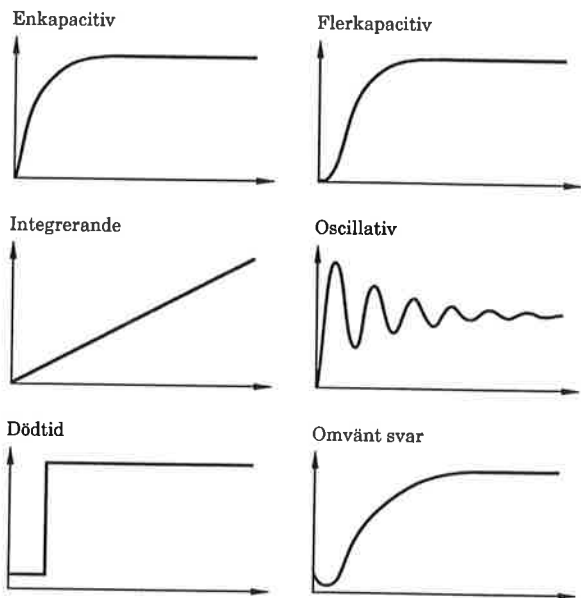 Enkapacitiv
Flerkapacitiv
Integrerande
Oscillativ
Dödtid
Omvänt svar